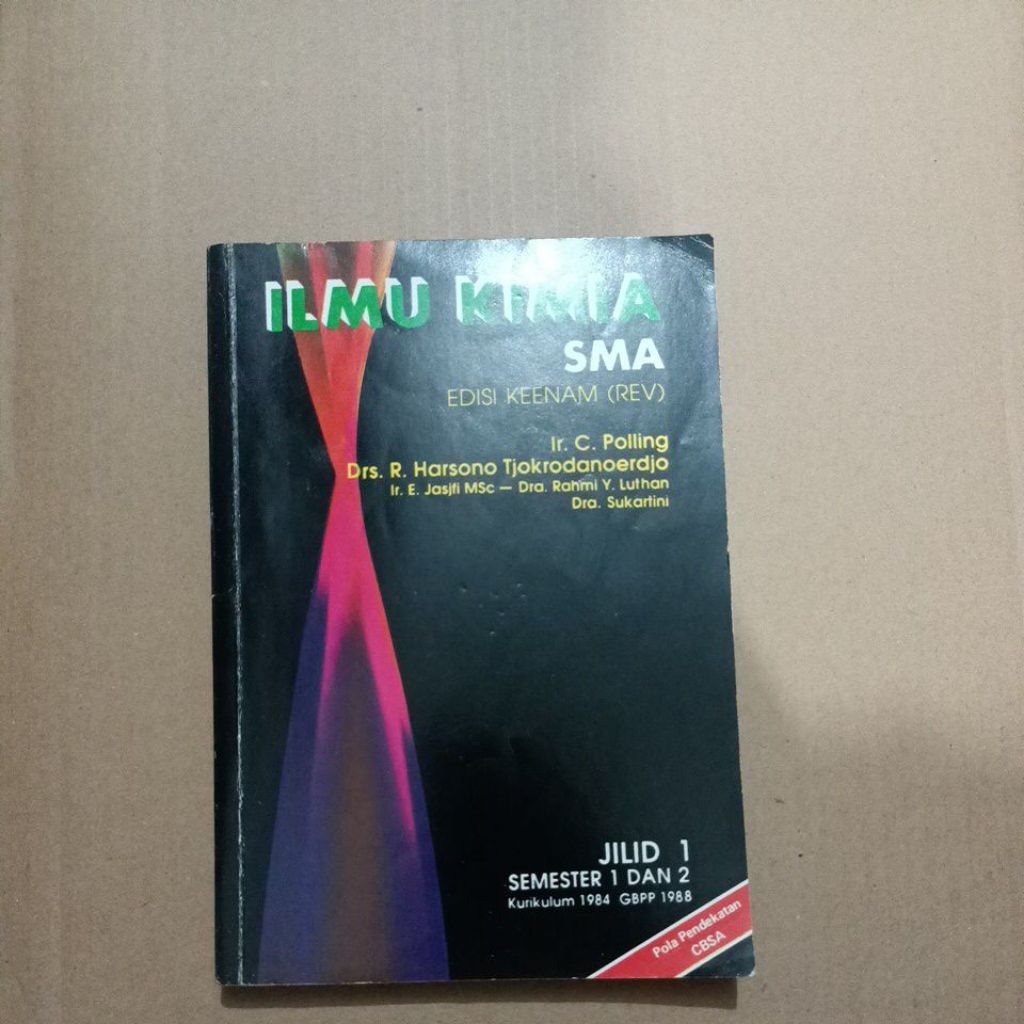 ILMU KIMIA
SMA
EDISI KEENAM (REV)
Ir. C. Polling
Drs. R. Harsono Tjokrodanoerdjo
Ir. E. Jasjfi MSc — Dra. Rahmi Y. Luthan
Dra. Sukartini
JILID 1
SEMESTER 1 DAN 2
Kurikulum 1984 GBPP 1988
Pola Pendekatan
CBSA